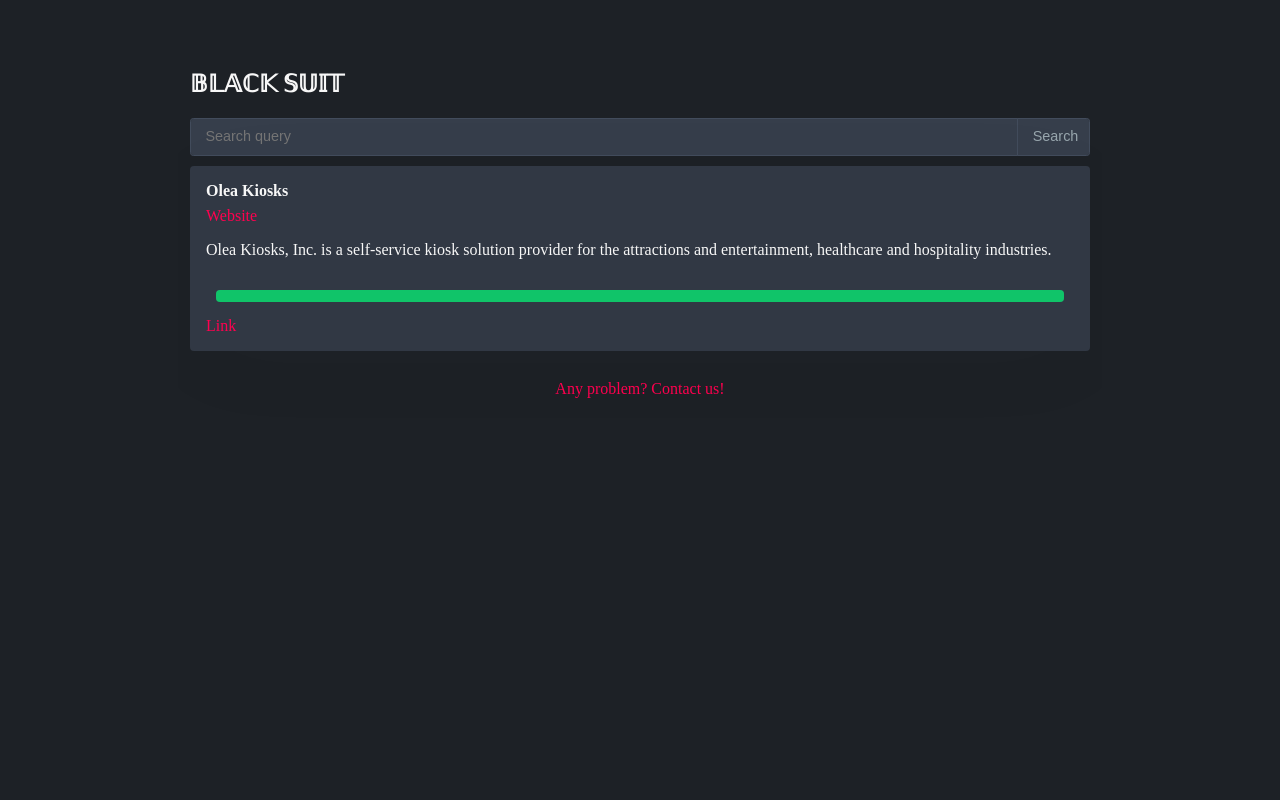 𝔹𝕃𝔸ℂ𝕂 𝕊𝕌𝕀𝕋
Search query
Search
Olea Kiosks
Website
Olea Kiosks, Inc. is a self-service kiosk solution provider for the attractions and entertainment, healthcare and hospitality industries.
Link
Any problem? Contact us!